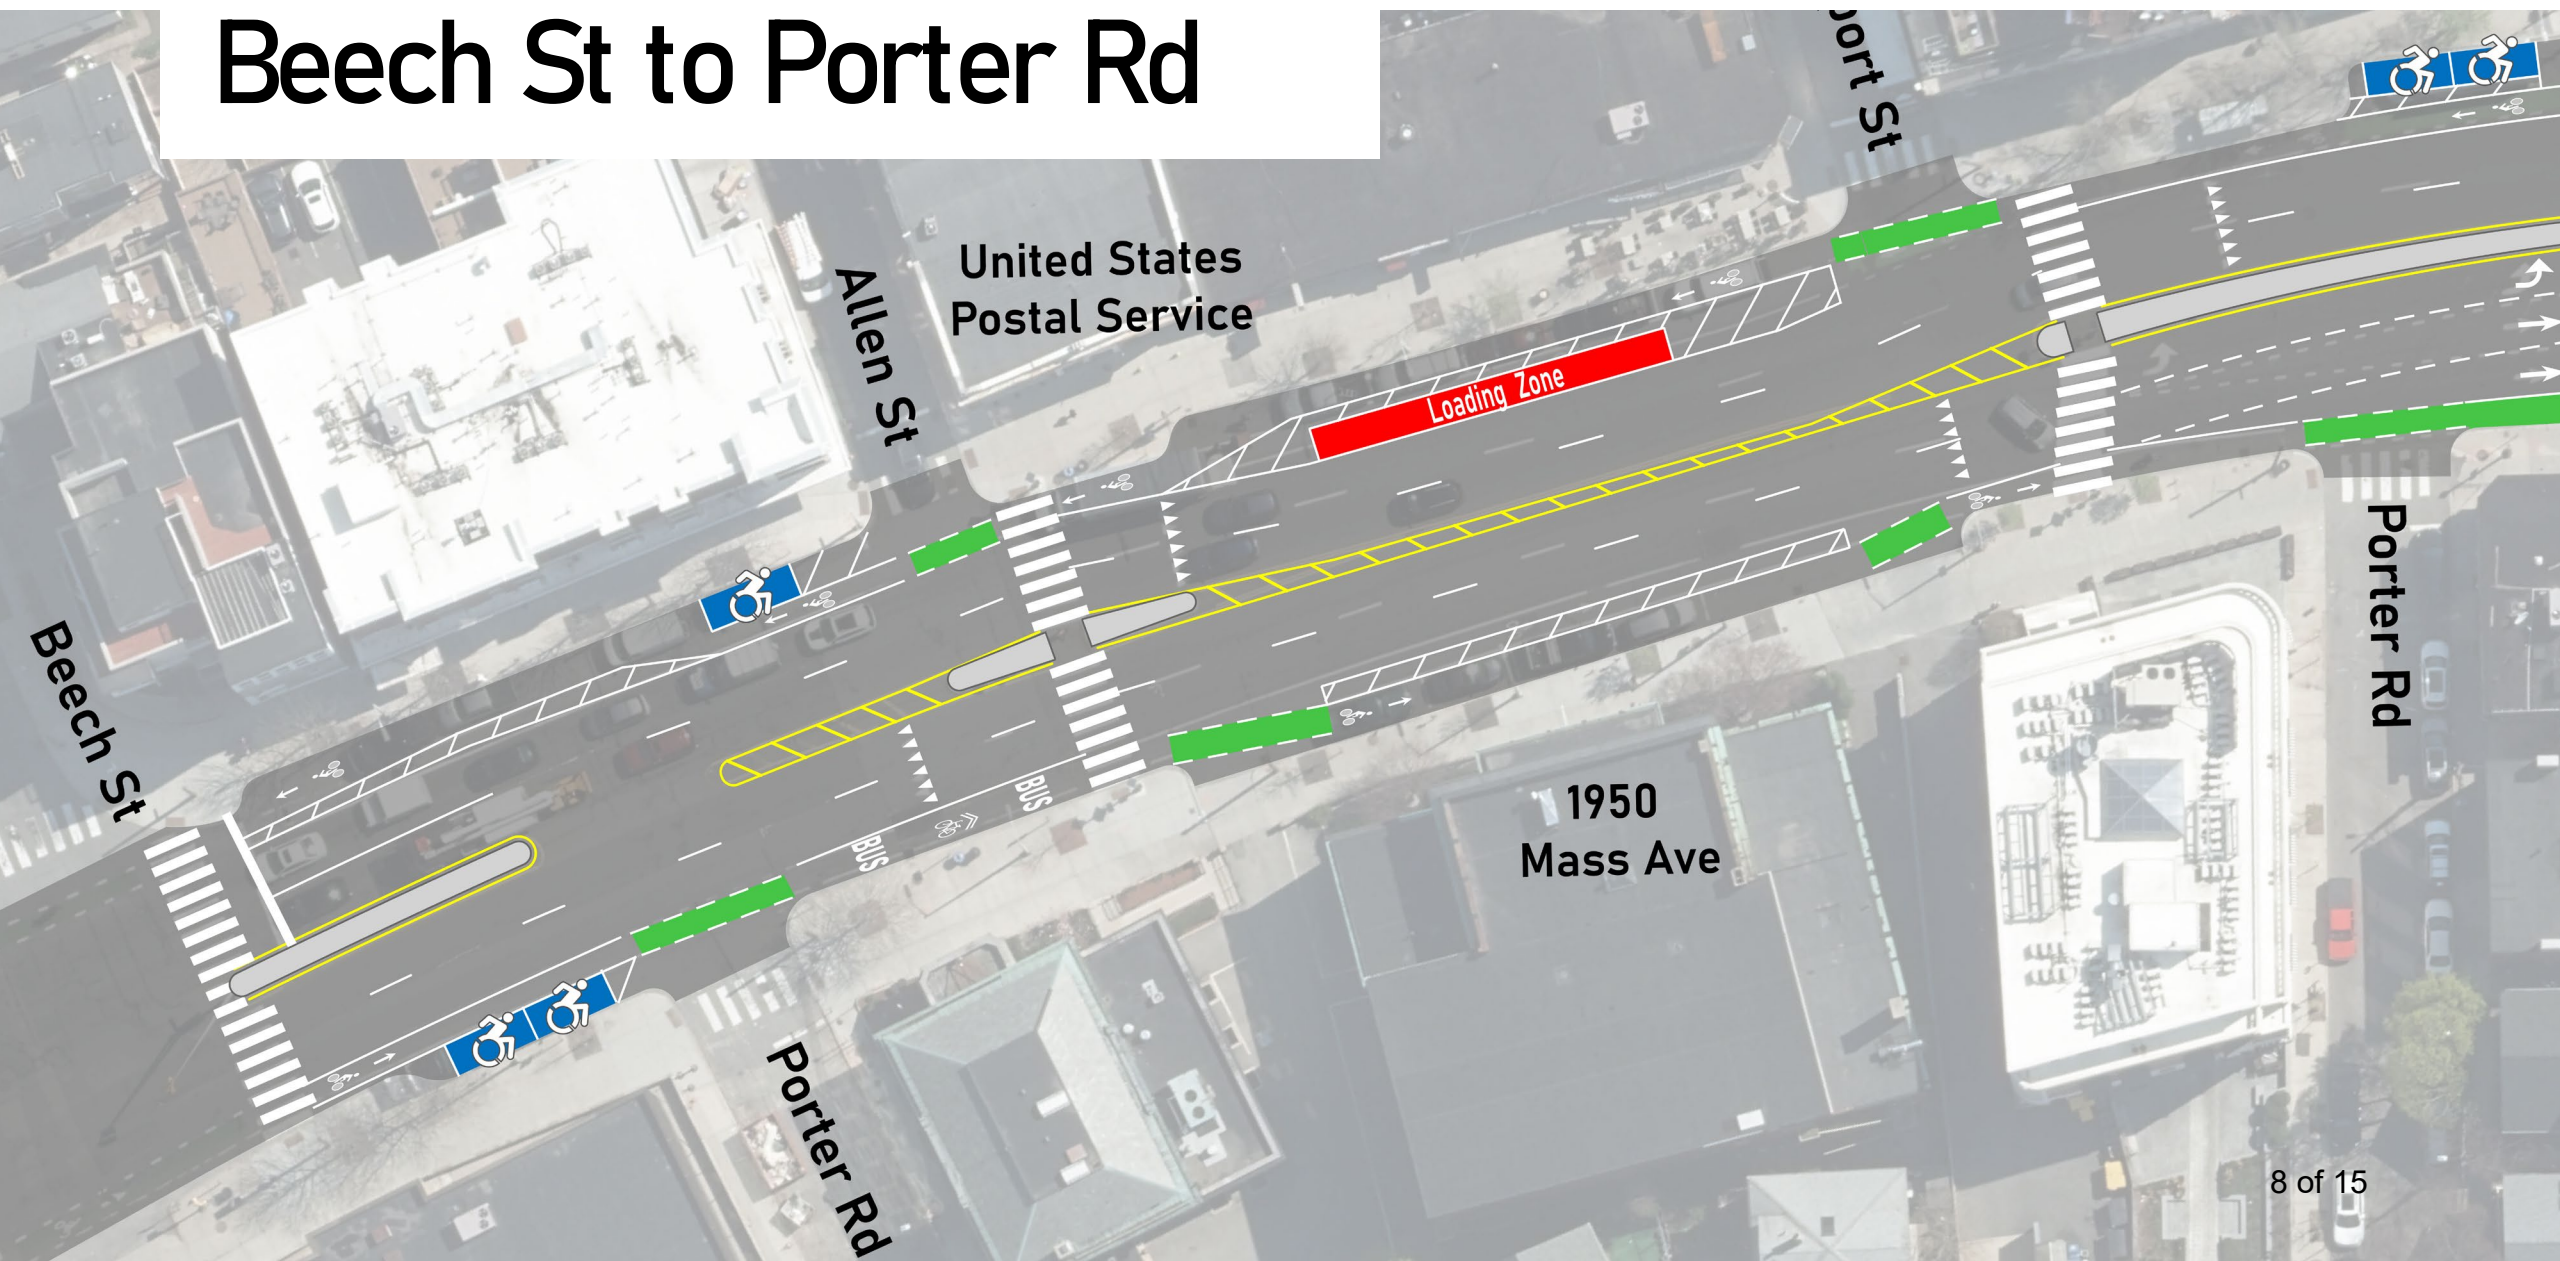 Beech St to Porter Rd
port St
United States
Postal Service
Allen St
Loading Zone
Beech St
Porter Rd
BUS
BUS
1950
Mass Ave
Porter Rd
8 of 15